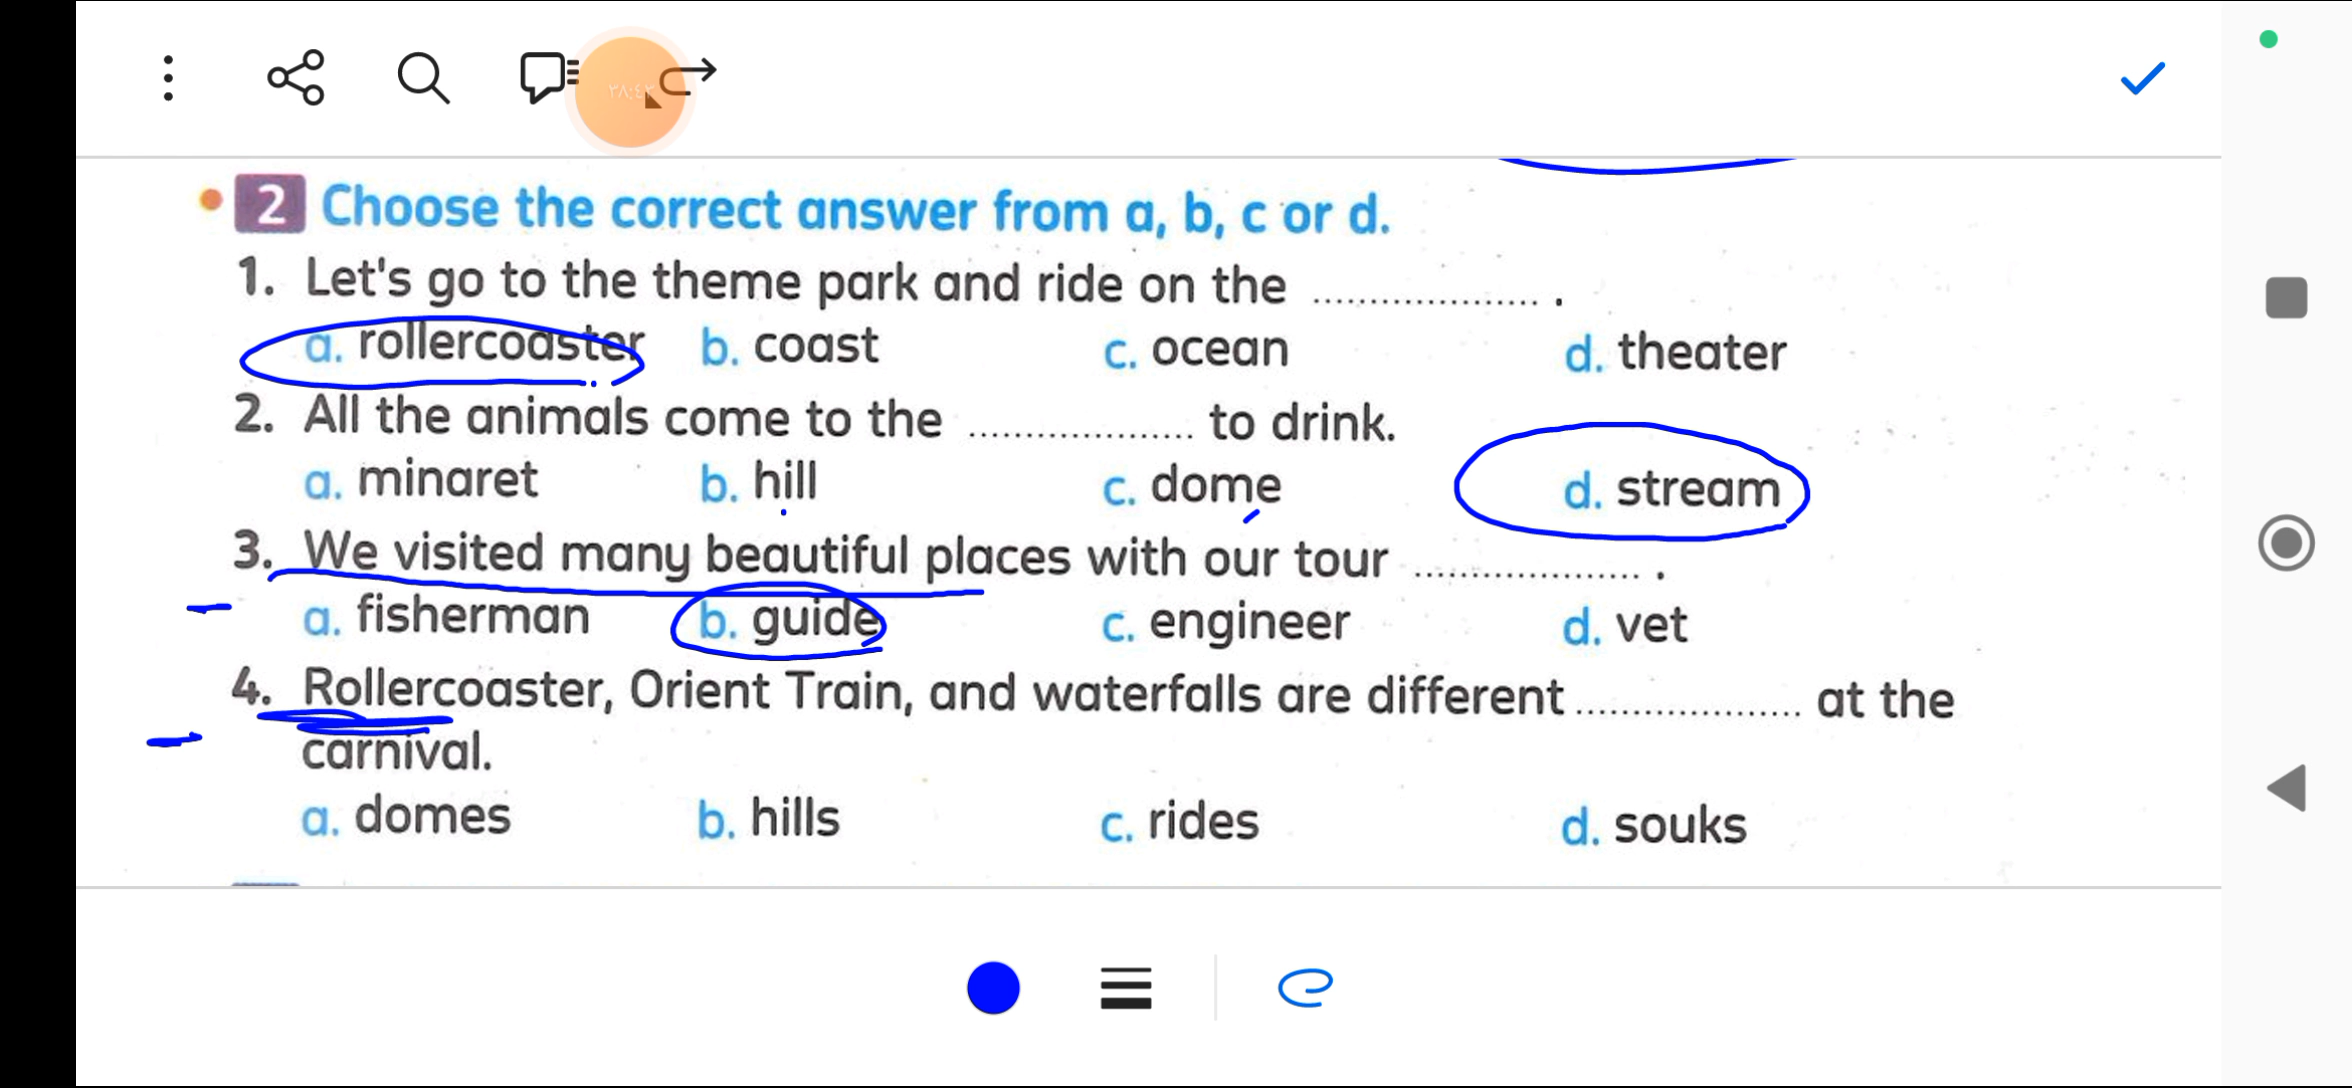 ٢٨:٤٢
2 Choose the correct answer from a, b, c or d.
1. Let's go to the theme park and ride on the .................... .
a. rollercoaster b. coast c. ocean d. theater
2. All the animals come to the .................... to drink.
a. minaret b. hill c. dome d. stream
3. We visited many beautiful places with our tour .................... .
a. fisherman b. guide c. engineer d. vet
4. Rollercoaster, Orient Train, and waterfalls are different .................... at the
carnival.
a. domes b. hills c. rides d. souks